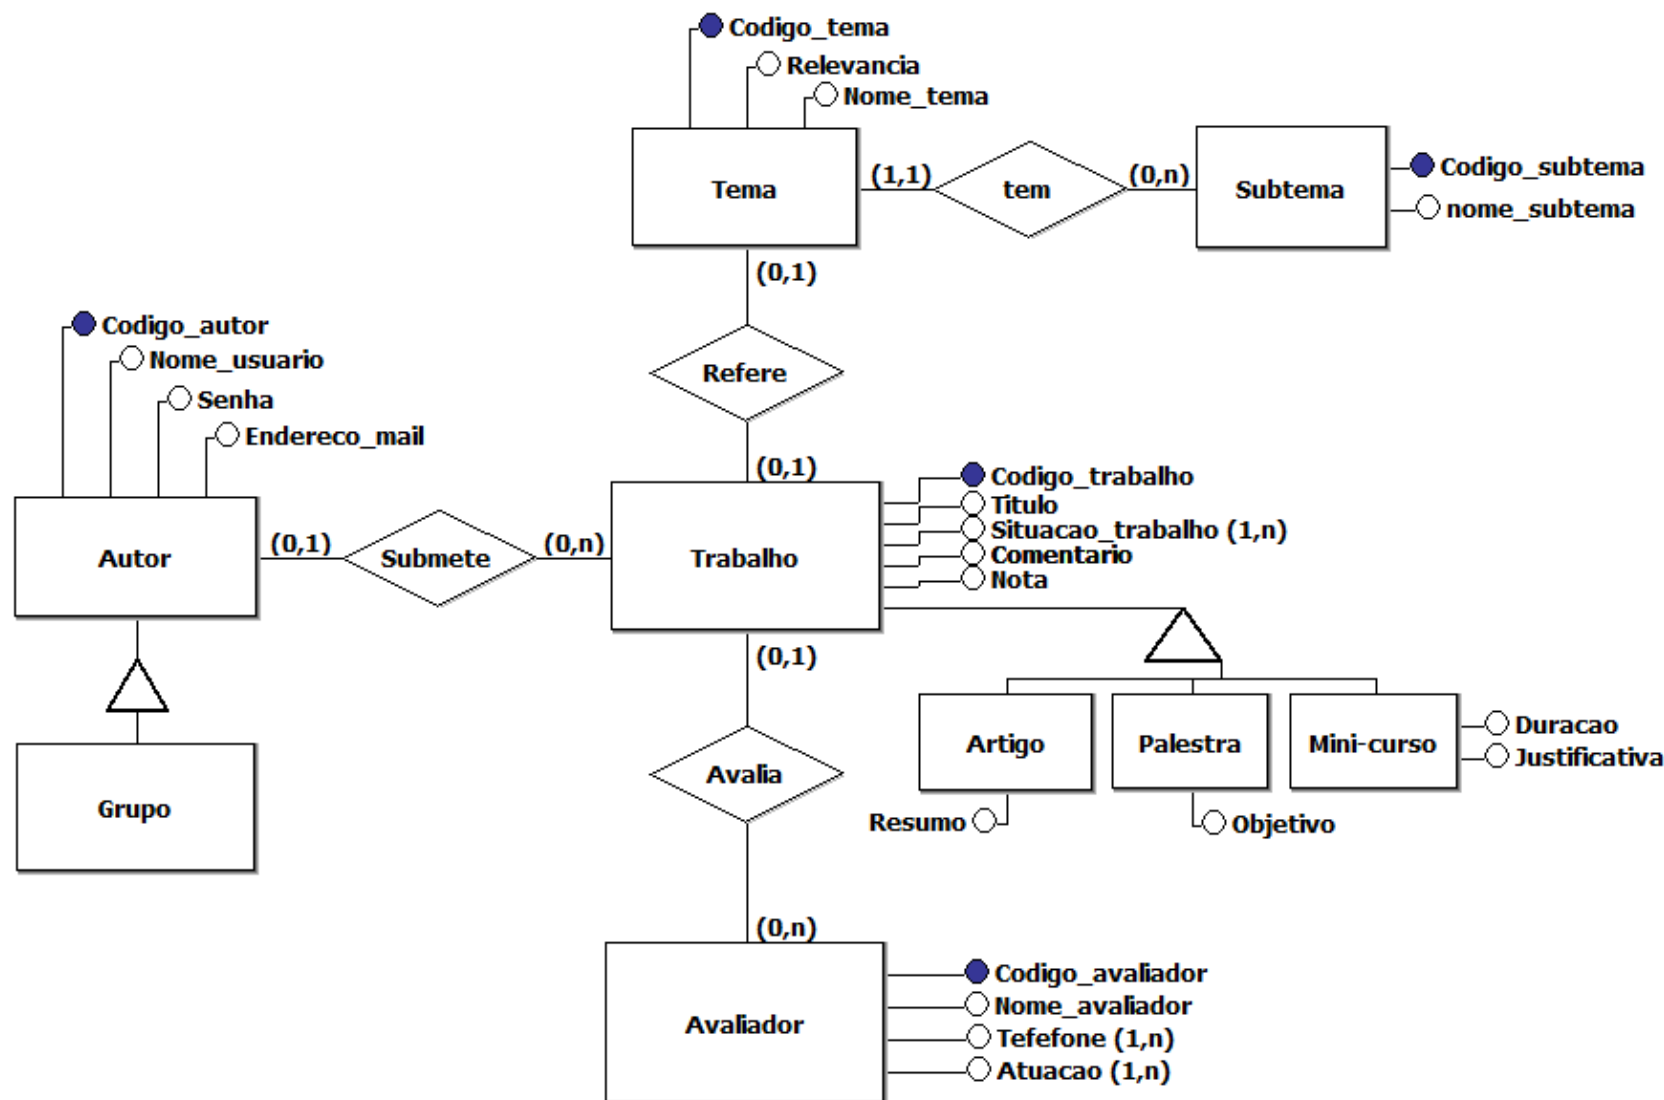 Codigo_tema
Relevancia
Nome_tema
Tema
(1,1)
tem
(0,n)
Subtema
Codigo_subtema
nome_subtema
(0,1)
Codigo_autor
Nome_usuario
Senha
Endereco_mail
Refere
(0,1)
Autor
(0,1)
Submete
(0,n)
Trabalho
Codigo_trabalho
Titulo
Situacao_trabalho (1,n)
Comentario
Nota
(0,1)
Grupo
Avalia
Artigo
Palestra
Mini-curso
Duracao
Justificativa
Resumo
Objetivo
(0,n)
Avaliador
Codigo_avaliador
Nome_avaliador
Tefefone (1,n)
Atuacao (1,n)